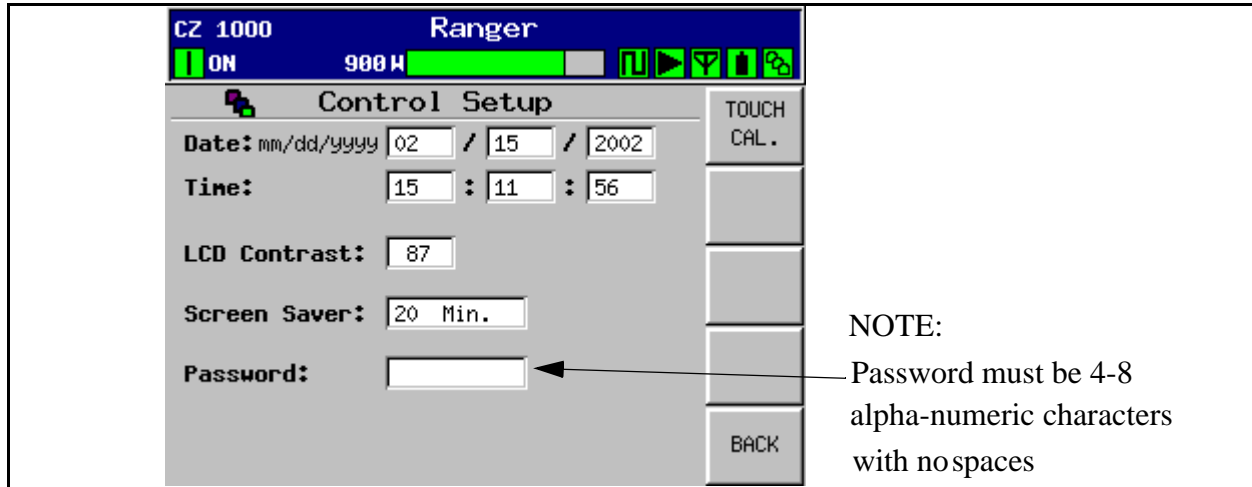 CZ 1000 Ranger
ON 900 W
Control Setup
TOUCH CAL.
Date: mm/dd/yyyy 02 / 15 / 2002
Time: 15 : 11 : 56
LCD Contrast: 87
Screen Saver: 20 Min.
Password:
BACK
NOTE:
Password must be 4-8
alpha-numeric characters
with no spaces